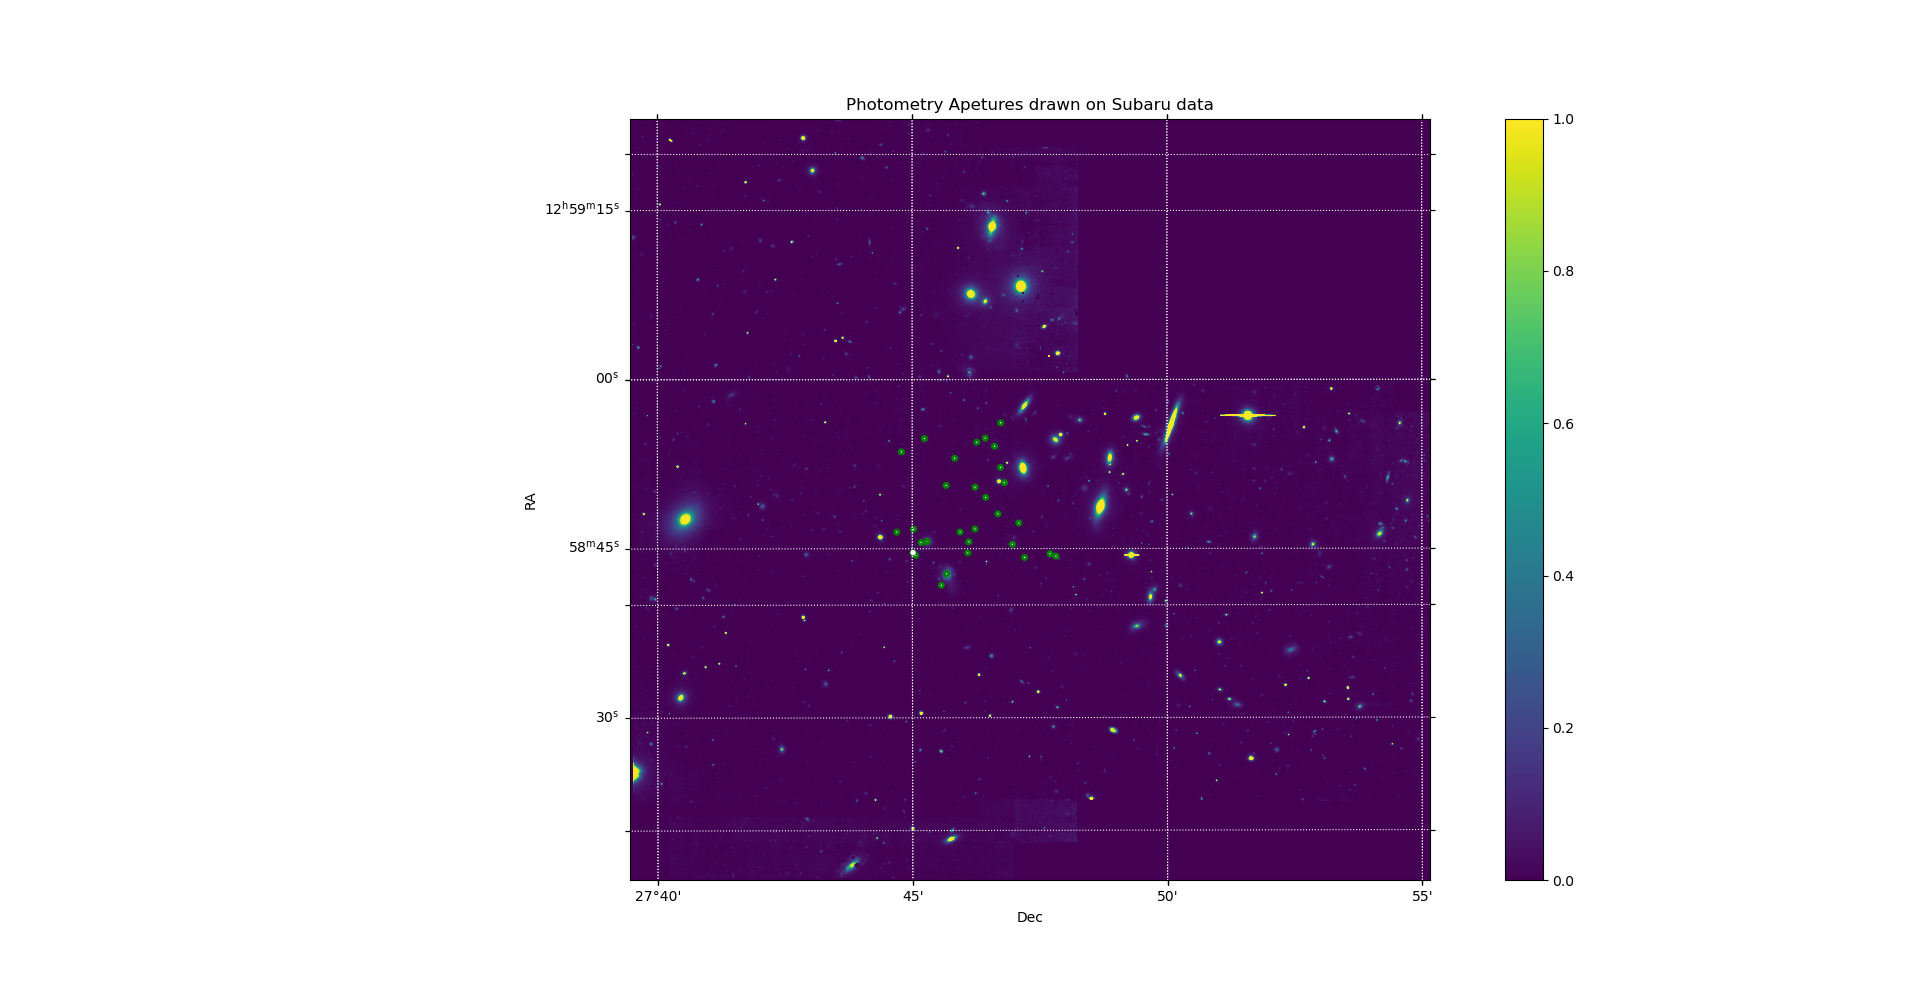 Photometry Apetures drawn on Subaru data
12ʰ59ᵐ15ˢ
00ˢ
58ᵐ45ˢ
30ˢ
RA
27°40'
45'
50'
55'
Dec
1.0
0.8
0.6
0.4
0.2
0.0